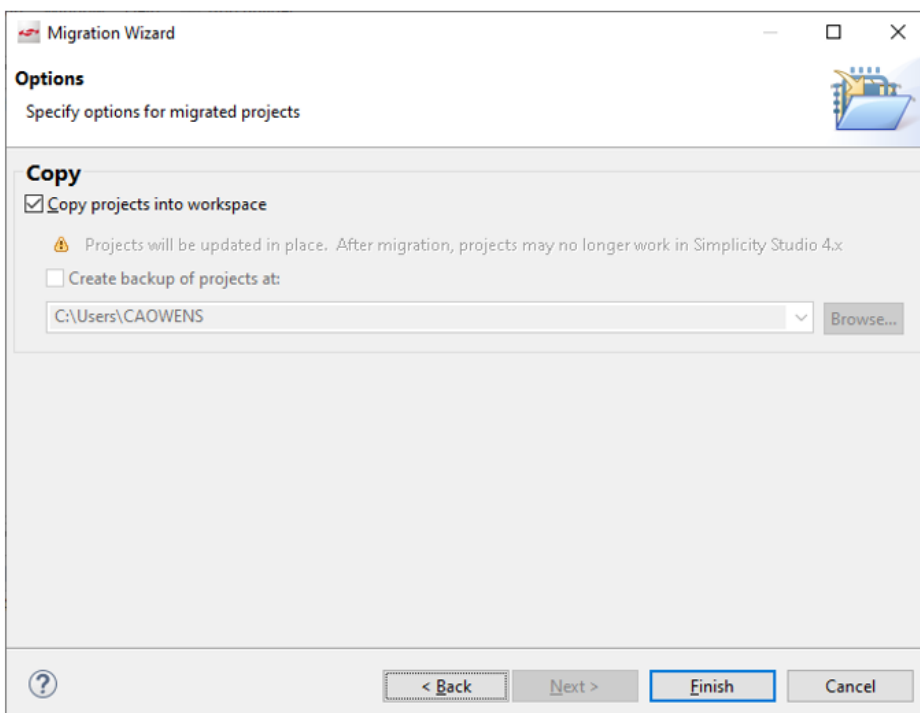 Migration Wizard
Options
Specify options for migrated projects
Copy
Copy projects into workspace
Projects will be updated in place. After migration, projects may no longer work in Simplicity Studio 4.x
Create backup of projects at:
C:\Users\CAOWENS
Browse...
?
< Back
Next >
Finish
Cancel